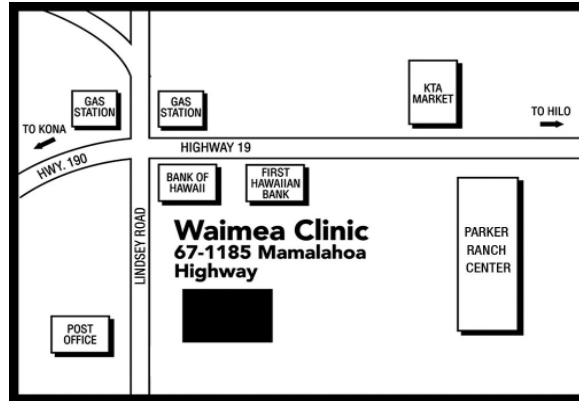 KTA
MARKET
GAS
STATION
GAS
STATION
TO HILO
TO KONA
HIGHWAY 19
HWY. 190
BANK OF
HAWAII
FIRST
HAWAIIAN
BANK
Waimea Clinic
67-1185 Mamalahoa
Highway
LINDSEY ROAD
PARKER
RANCH
CENTER
POST
OFFICE